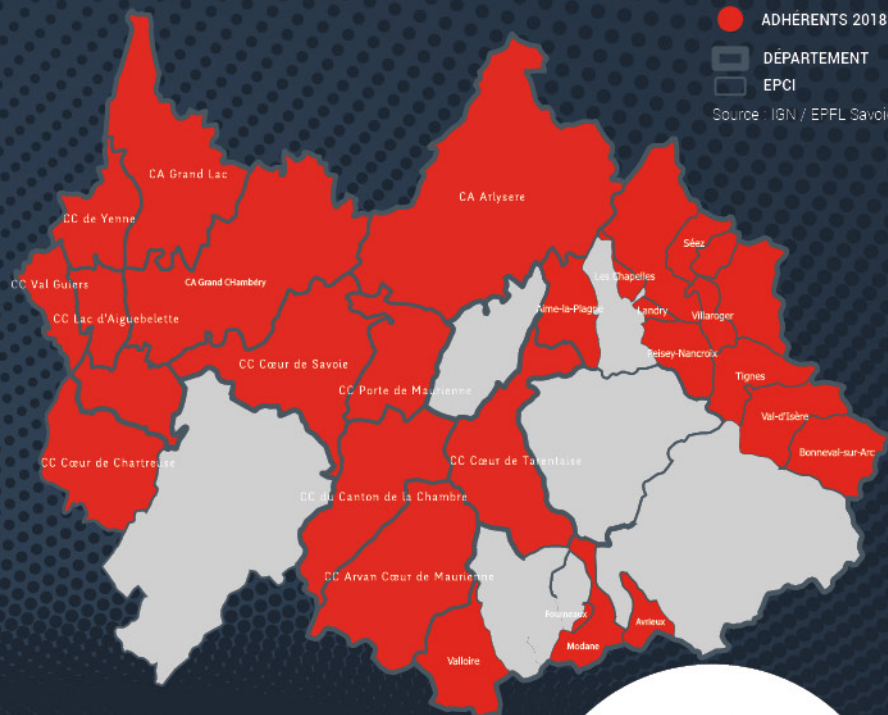 ADHÉRENTS 2018
DÉPARTEMENT
EPCI
Source : IGN / EPFL Savoie
CA Grand Lac
CA Arlysere
CC de Yenne
Séez
CC Val Guiers
CA Grand CHambéry
Les Chapelles
Aime-la-Plagne
Landry
Villaroger
CC Lac d'Aiguebelette
Peisey-Nancroix
CC Cœur de Savoie
Tignes
CC Porte de Maurienne
Val-d'Isère
Bonneval-sur-Arc
CC Cœur de Chartreuse
CC Cœur de Tarentaise
CC du Canton de la Chambre
CC Arvan Cœur de Maurienne
Fourneaux
Avrieux
Modane
Valloire